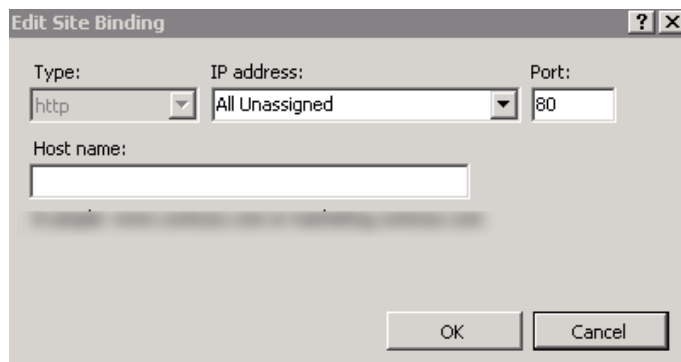 Edit Site Binding
Type: IP address: Port:
http All Unassigned 80
Host name:
OK Cancel